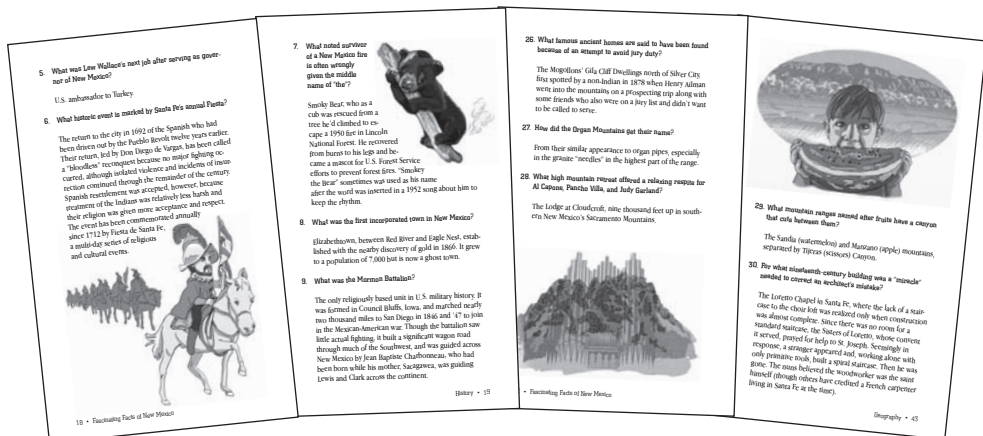 5. What was Lew Wallace's next job after serving as gover-
nor of New Mexico?
U.S. ambassador to Turkey.
6. What historic event is marked by Santa Fe's annual Fiesta?
The return to the city in 1692 of the Spanish who had
been driven out by the Pueblo Revolt twelve years earlier.
Their return, led by Don Diego de Vargas, has been called
a "bloodless" reconquest because no major fighting oc-
curred, although isolated violence and incidents of insur-
rection continued through the remainder of the century.
Spanish resettlement was accepted, however, because
treatment of the Indians was relatively less harsh and
their religion was given more acceptance and respect.
The event has been commemorated annually
since 1712 by Fiesta de Santa Fe,
a multi-day series of religious
and cultural events.
18 • Fascinating Facts of New Mexico
7. What noted survivor
of a New Mexico fire
is often wrongly
given the middle
name of "the"?
Smoky Bear, who as a
cub was rescued from a
tree he'd climbed to es-
cape a 1950 fire in Lincoln
National Forest. He recovered
from burns to his legs and be-
came a mascot for U.S. Forest Service
efforts to prevent forest fires. "Smokey
the Bear" sometimes was used as his name
after the word was inserted in a 1952 song about him to
keep the rhythm.
8. What was the first incorporated town in New Mexico?
Elizabethtown, between Red River and Eagle Nest, estab-
lished with the nearby discovery of gold in 1866. It grew
to a population of 7,000 but is now a ghost town.
9. What was the Mormon Battalion?
The only religiously based unit in U.S. military history. It
was formed in Council Bluffs, Iowa, and marched nearly
two thousand miles to San Diego in 1846 and '47 to join
in the Mexican-American war. Though the battalion saw
little actual fighting, it built a significant wagon road
through much of the Southwest, and was guided across
New Mexico by Jean Baptiste Charbonneau, who had
been born while his mother, Sacagawea, was guiding
Lewis and Clark across the continent.
History • 19
26. What famous ancient homes are said to have been found
because of an attempt to avoid jury duty?
The Mogollons' Gila Cliff Dwellings north of Silver City,
first spotted by a non-Indian in 1878 when Henry Ailman
went into the mountains on a prospecting trip along with
some friends who also were on a jury list and didn't want
to be called to serve.
27. How did the Organ Mountains get their name?
From their similar appearance to organ pipes, especially
in the granite "needles" in the highest part of the range.
28. What high mountain retreat offered a relaxing respite for
Al Capone, Pancho Villa, and Judy Garland?
The Lodge at Cloudcroft, nine thousand feet up in south-
ern New Mexico's Sacramento Mountains.
• Fascinating Facts of New Mexico
29. What mountain ranges named after fruits have a canyon
that cuts between them?
The Sandia (watermelon) and Manzano (apple) mountains,
separated by Tijeras (scissors) Canyon.
30. For what nineteenth-century building was a "miracle"
needed to correct an architect's mistake?
The Loretto Chapel in Santa Fe, where the lack of a stair-
case to the choir loft was realized only when construction
was almost complete. Since there was no room for a
standard staircase, the Sisters of Loretto, whose convent
it served, prayed for help to St. Joseph. Seemingly in
response, a stranger appeared and, working alone with
only primitive tools, built a spiral staircase. Then he was
gone. The nuns believed the woodworker was the saint
himself (though others have credited a French carpenter
living in Santa Fe at the time).
Geography • 43